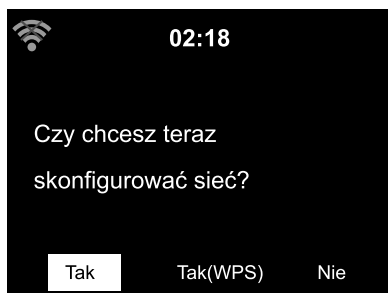 02:18
Czy chcesz teraz
skonfigurować sieć?
Tak Tak(WPS) Nie